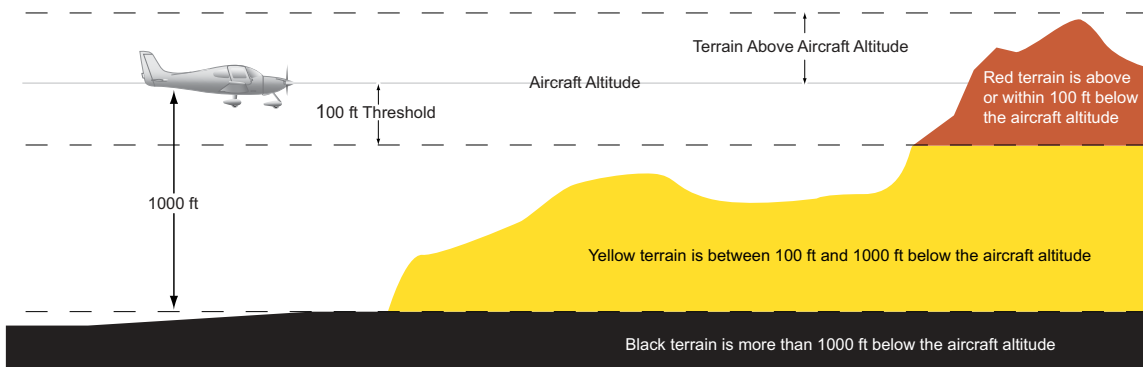 Terrain Above Aircraft Altitude
Aircraft Altitude
100 ft Threshold
Red terrain is above
or within 100 ft below
the aircraft altitude
1000 ft
Yellow terrain is between 100 ft and 1000 ft below the aircraft altitude
Black terrain is more than 1000 ft below the aircraft altitude